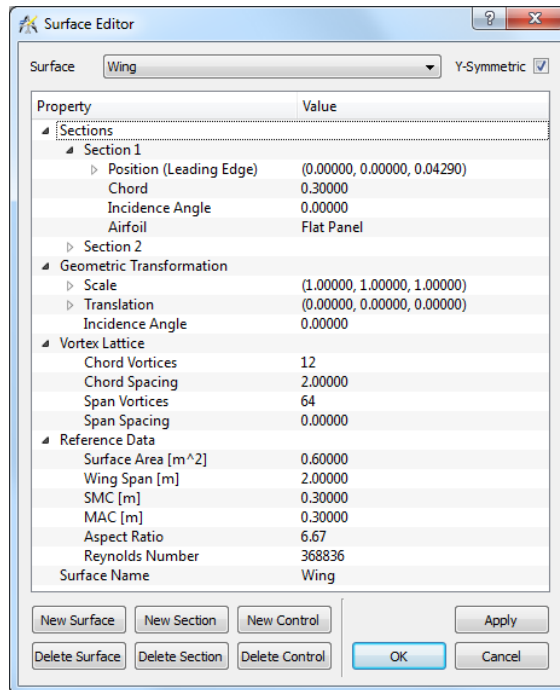 Surface Editor
Surface Wing Y-Symmetric
Property Value
Sections
Section 1
Position (Leading Edge) (0.00000, 0.00000, 0.04290)
Chord 0.30000
Incidence Angle 0.00000
Airfoil Flat Panel
Section 2
Geometric Transformation
Scale (1.00000, 1.00000, 1.00000)
Translation (0.00000, 0.00000, 0.00000)
Incidence Angle 0.00000
Vortex Lattice
Chord Vortices 12
Chord Spacing 2.00000
Span Vortices 64
Span Spacing 0.00000
Reference Data
Surface Area [m^2] 0.60000
Wing Span [m] 2.00000
SMC [m] 0.30000
MAC [m] 0.30000
Aspect Ratio 6.67
Reynolds Number 368836
Surface Name Wing
New Surface New Section New Control Apply
Delete Surface Delete Section Delete Control OK Cancel